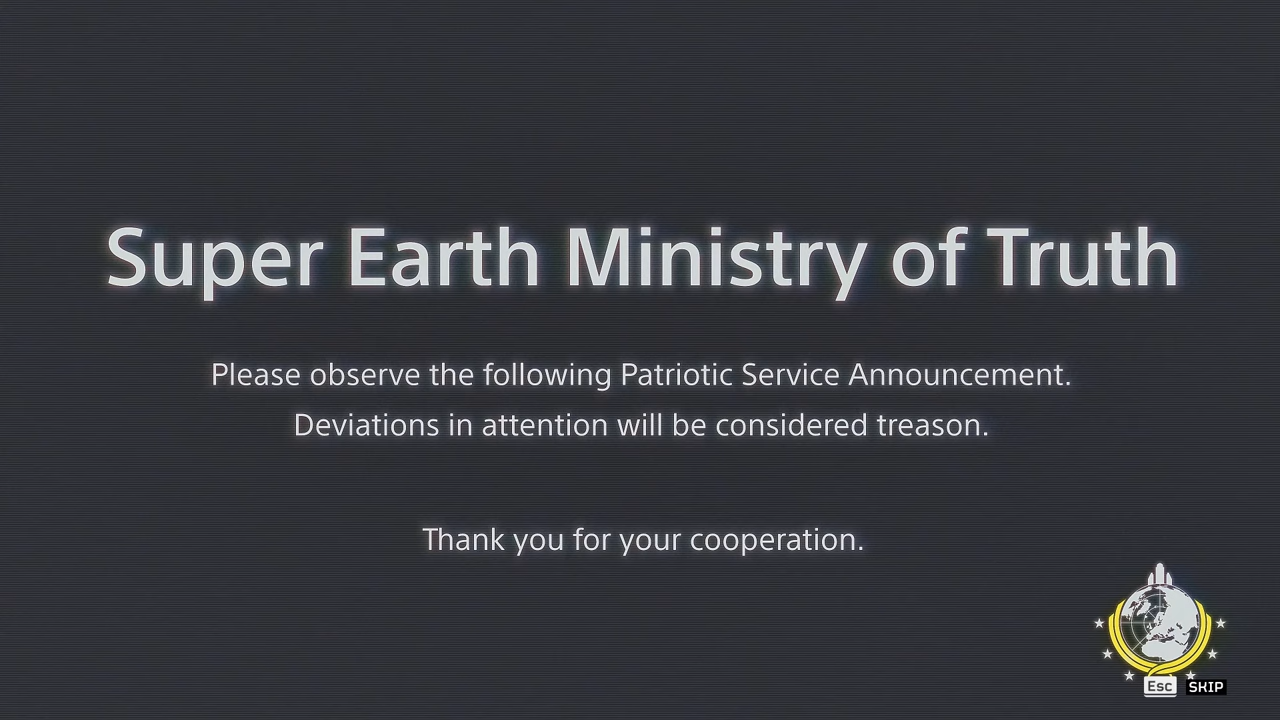 Super Earth Ministry of Truth
Please observe the following Patriotic Service Announcement.
Deviations in attention will be considered treason.
Thank you for your cooperation.
Esc SKIP